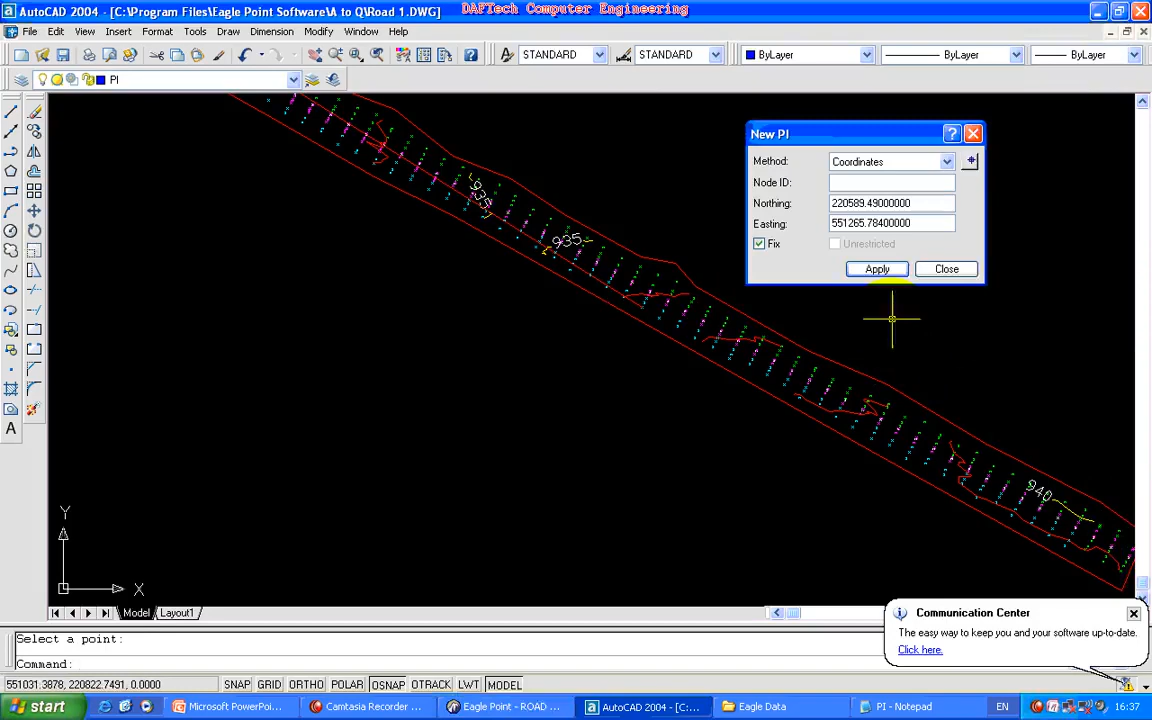 AutoCAD 2004 - [C:\Program Files\Eagle Point Software\A to Q\Road 1.DWG]
DAFTech Computer Engineering
File Edit View Insert Format Tools Draw Dimension Modify Window Help
STANDARD STANDARD ByLayer ByLayer ByLayer
PI
New PI
Method: Coordinates
Node ID:
Northing: 220589.49000000
Easting: 551265.78400000
Fix Unrestricted
Apply Close
935
935
940
Y
X
Model Layout1
A
Communication Center
The easy way to keep you and your software up-to-date.
Click here.
Select a point:
Command:
551031.3878, 220822.7491, 0.0000 SNAP GRID ORTHO POLAR OSNAP OTRACK LWT MODEL
start Microsoft PowerPoi... Camtasia Recorder ... Eagle Point - ROAD ... AutoCAD 2004 - [C:... Eagle Data PI - Notepad EN 16:37